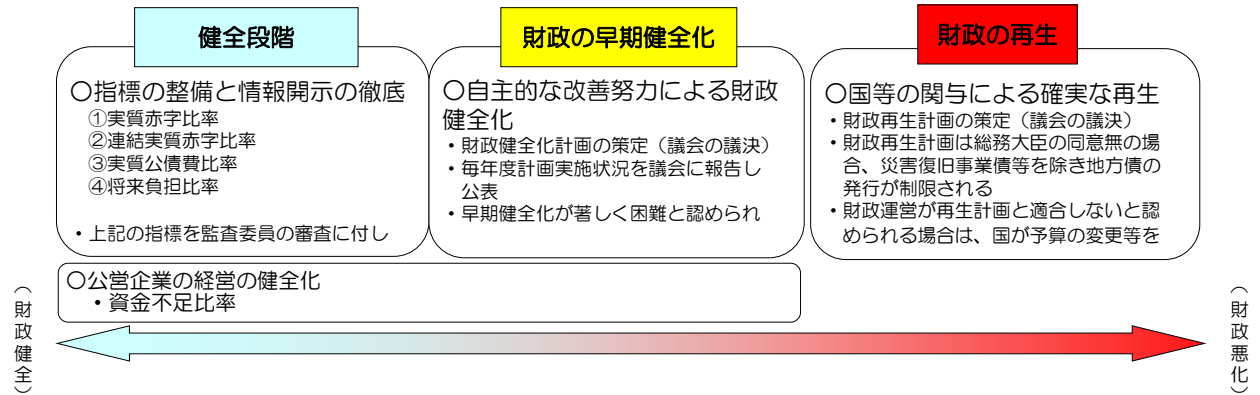 健全段階
〇指標の整備と情報開示の徹底
①実質赤字比率
②連結実質赤字比率
③実質公債費比率
④将来負担比率
・上記の指標を監査委員の審査に付し
財政の早期健全化
〇自主的な改善努力による財政
健全化
・財政健全化計画の策定（議会の議決）
・毎年度計画実施状況を議会に報告し
公表
・早期健全化が著しく困難と認められ
財政の再生
〇国等の関与による確実な再生
・財政再生計画の策定（議会の議決）
・財政再生計画は総務大臣の同意無の場
合、災害復旧事業債等を除き地方債の
発行が制限される
・財政運営が再生計画と適合しないと認
められる場合は、国が予算の変更等を
〇公営企業の経営の健全化
・資金不足比率
（財政健全）
（財政悪化）